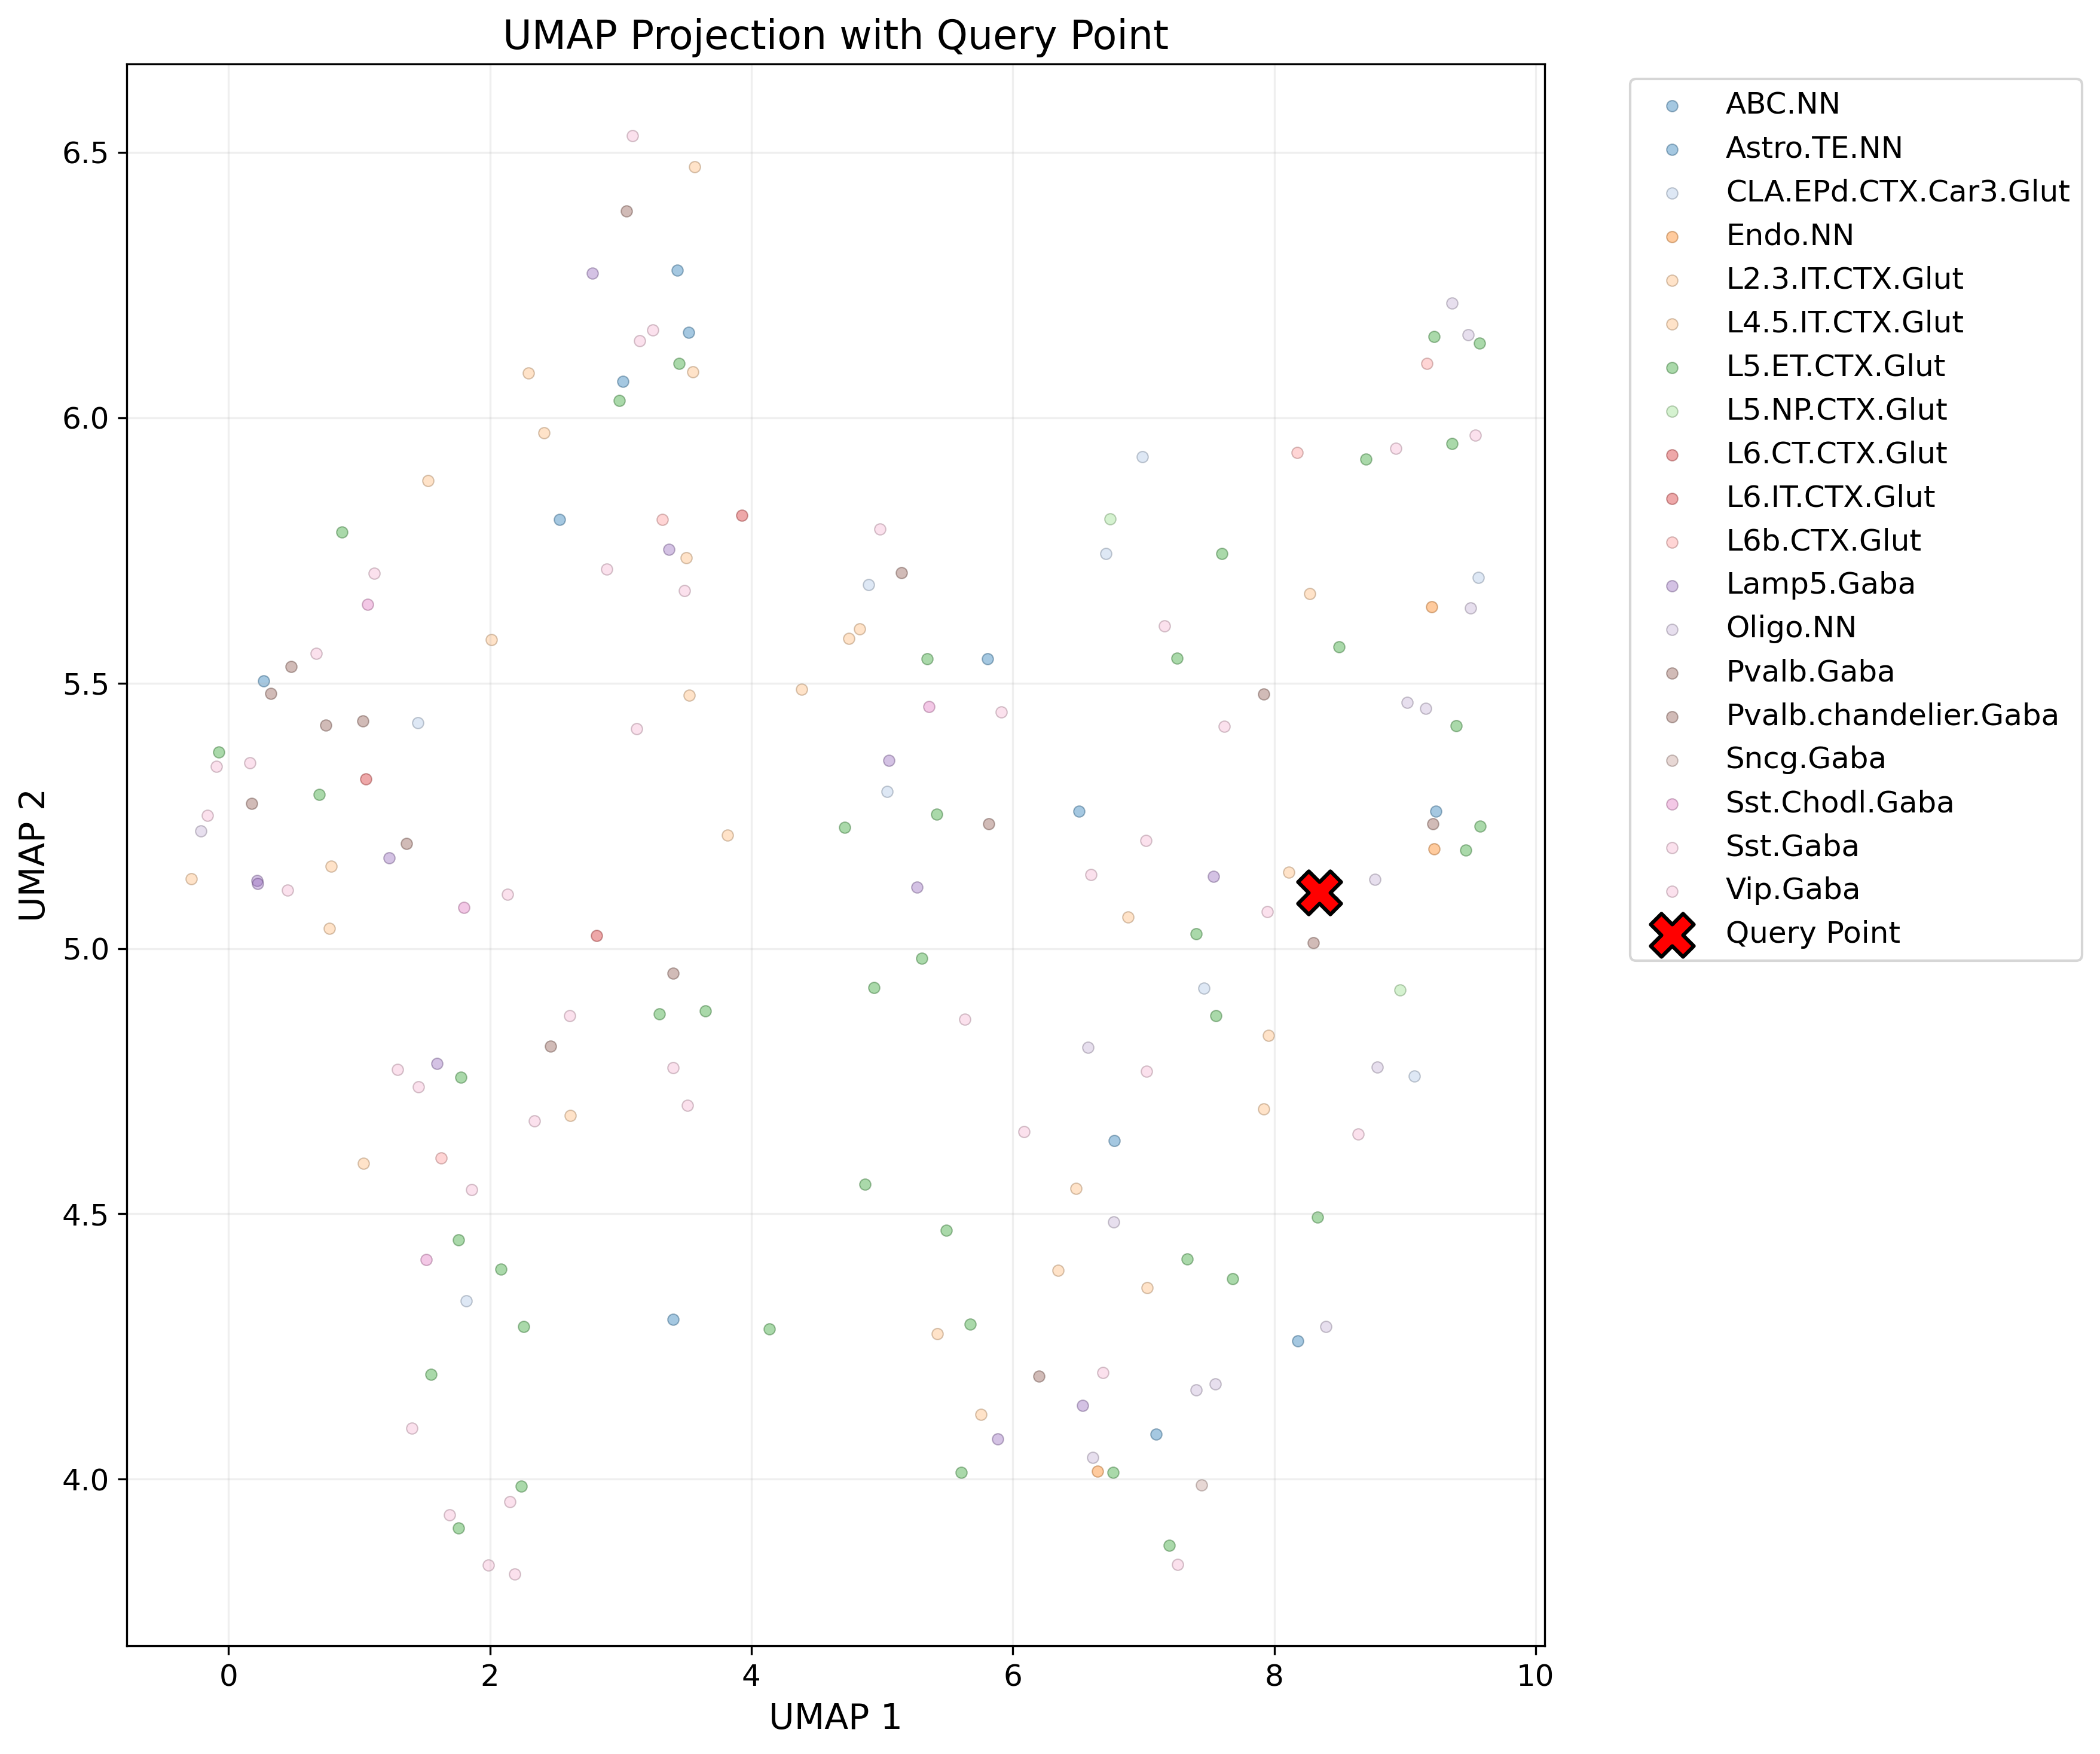 UMAP Projection with Query Point
6.5
6.0
5.5
5.0
4.5
4.0
UMAP 2
0 2 4 6 8 10
UMAP 1
ABC.NN
Astro.TE.NN
CLA.EPd.CTX.Car3.Glut
Endo.NN
L2.3.IT.CTX.Glut
L4.5.IT.CTX.Glut
L5.ET.CTX.Glut
L5.NP.CTX.Glut
L6.CT.CTX.Glut
L6.IT.CTX.Glut
L6b.CTX.Glut
Lamp5.Gaba
Oligo.NN
Pvalb.Gaba
Pvalb.chandelier.Gaba
Sncg.Gaba
Sst.Chodl.Gaba
Sst.Gaba
Vip.Gaba
Query Point